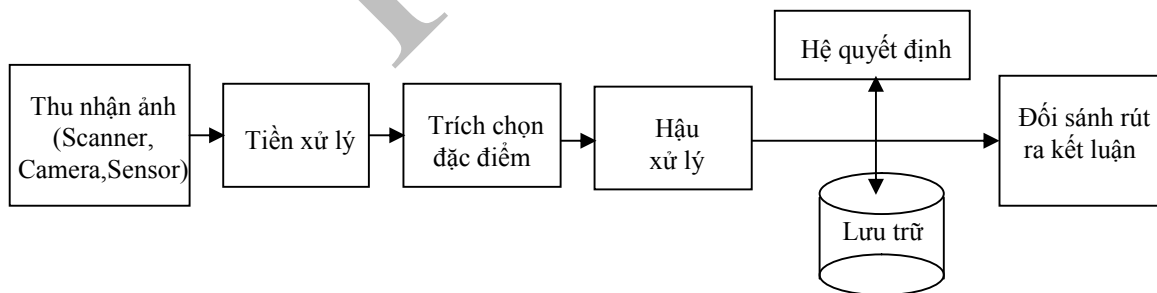 Thu nhận ảnh
(Scanner,
Camera,Sensor)
Tiền xử lý
Trích chọn
đặc điểm
Hậu
xử lý
Hệ quyết định
Lưu trữ
Đối sánh rút
ra kết luận